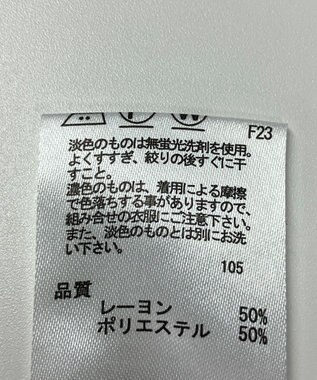 F23
淡色のものは無蛍光洗剤を使用。
よくすすぎ、絞りの後すぐに干
すこと。
濃色のものは、着用による摩擦
で色落ちする事がありますので、
組み合せの衣服にご注意下さい。
また、淡色のものとは別にお洗
い下さい。
105
品質
レーヨン 50%
ポリエステル 50%